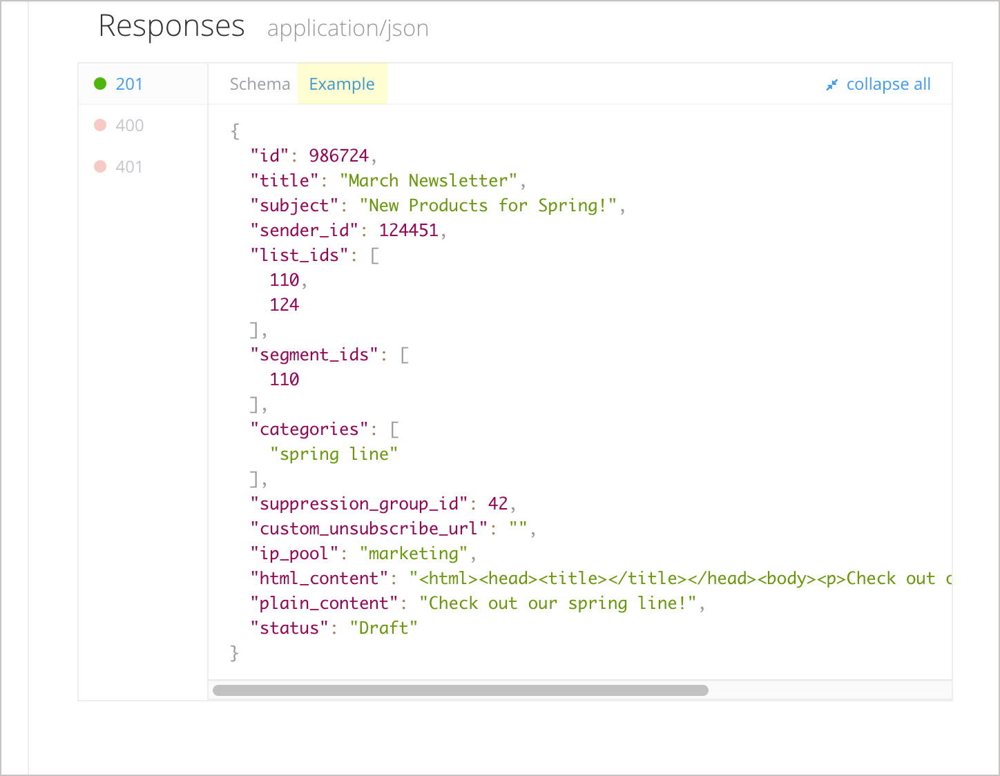 Responses application/json
201 Schema Example collapse all
400
401
{
"id": 986724,
"title": "March Newsletter",
"subject": "New Products for Spring!",
"sender_id": 124451,
"list_ids": [
110,
124
],
"segment_ids": [
110
],
"categories": [
"spring line"
],
"suppression_group_id": 42,
"custom_unsubscribe_url": "",
"ip_pool": "marketing",
"html_content": "<html><head><title></title></head><body><p>Check out
"plain_content": "Check out our spring line!",
"status": "Draft"
}